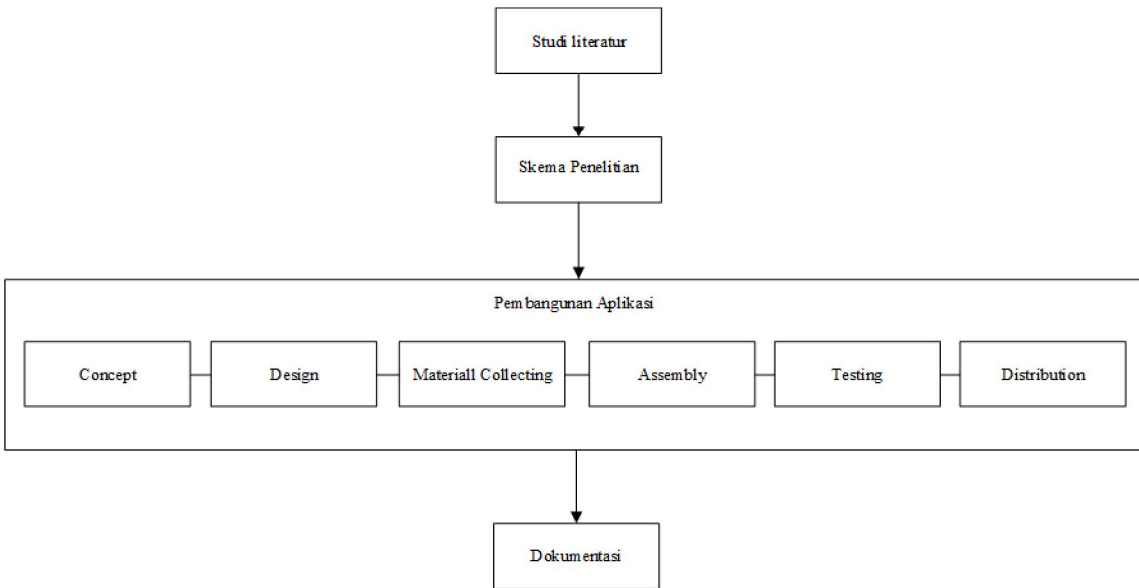 Studi literatur
Skema Penelitian
Pembangunan Aplikasi
Concept
Design
Materiall Collecting
Assembly
Testing
Distribution
Dokumentasi